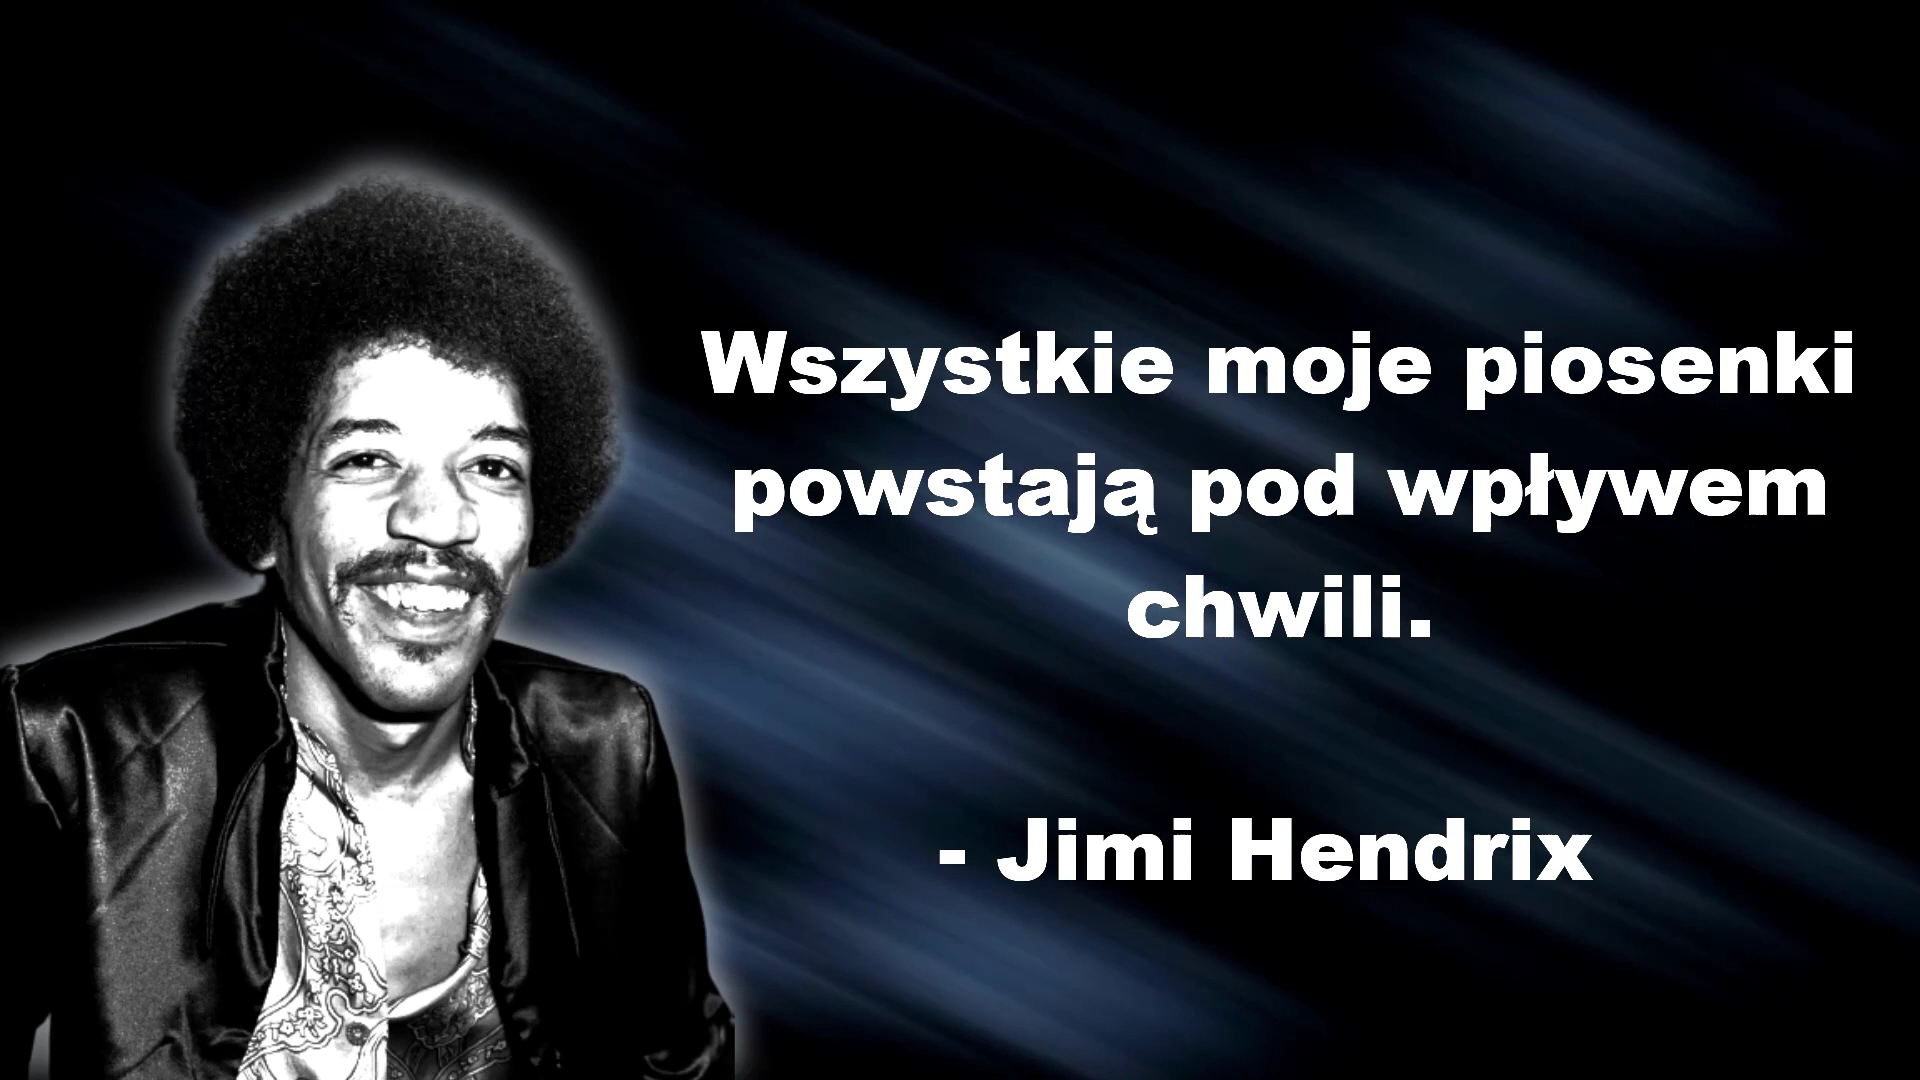 Wszystkie moje piosenki
powstają pod wpływem
chwili.
- Jimi Hendrix